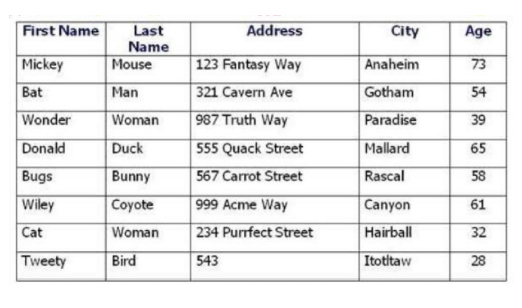 First Name Last Name Address City Age
Mickey Mouse 123 Fantasy Way Anaheim 73
Bat Man 321 Cavern Ave Gotham 54
Wonder Woman 987 Truth Way Paradise 39
Donald Duck 555 Quack Street Mallard 65
Bugs Bunny 567 Carrot Street Rascal 58
Wiley Coyote 999 Acme Way Canyon 61
Cat Woman 234 Purrfect Street Hairball 32
Tweety Bird 543 Itotltaw 28